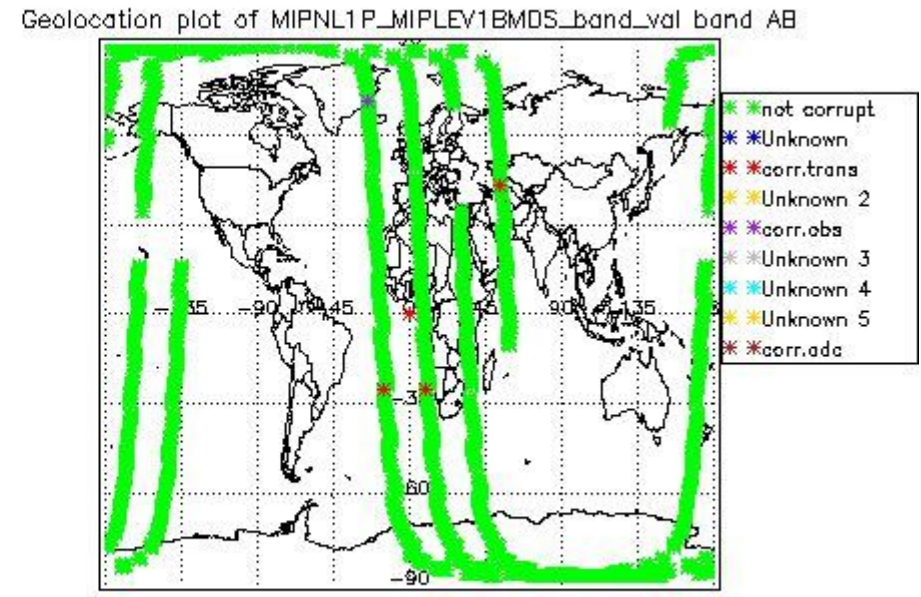 Geolocation plot of MIPNL1P_MIPLEV1BMDS_band_val band AB
not corrupt
Unknown
corr.trans
Unknown 2
corr.obs
Unknown 3
Unknown 4
Unknown 5
corr.adc
-90
0
90
135
-90